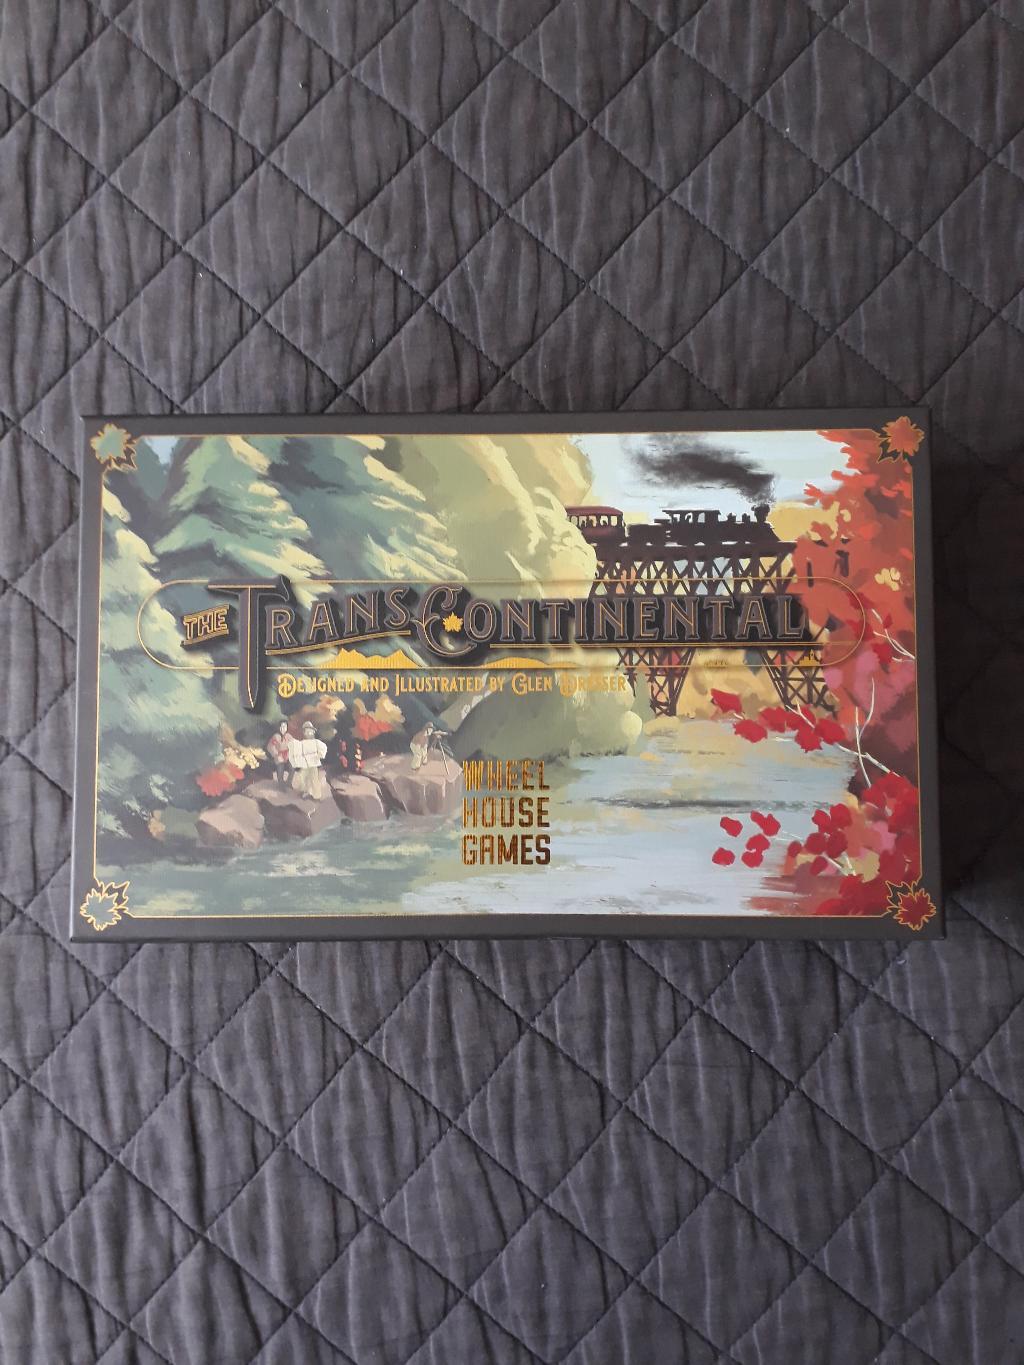 THE TRANSCONTINENTAL
DESIGNED AND ILLUSTRATED BY GLEN DRESSER
WHEEL
HOUSE
GAMES